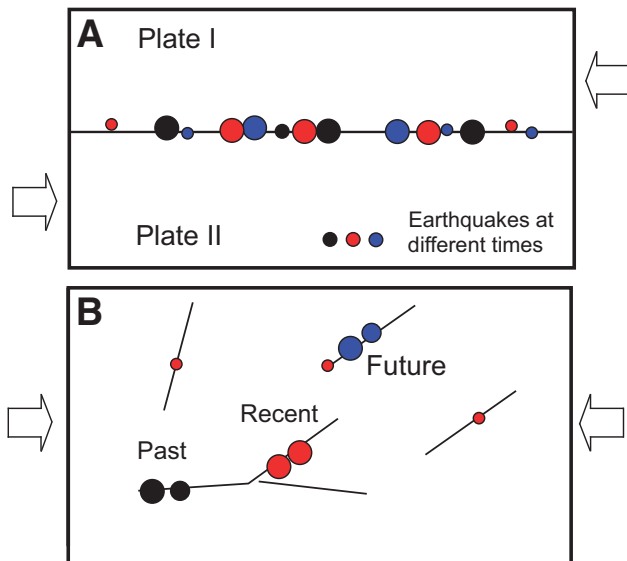 A
Plate I
Plate II
Earthquakes at
different times
B
Future
Recent
Past